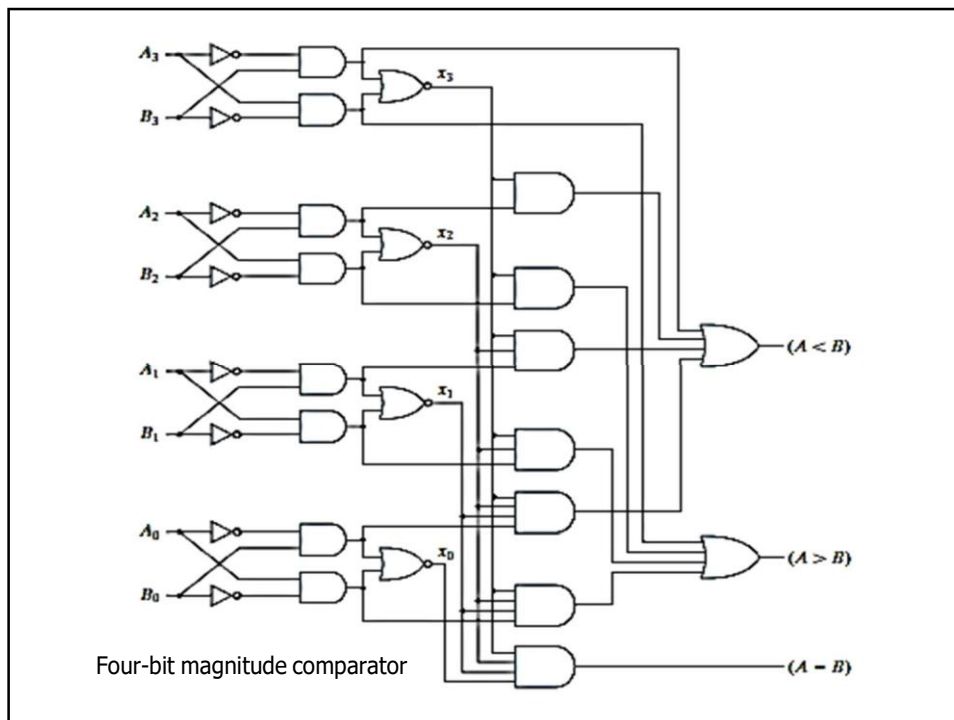 A₃
x₃
B₃
A₂
x₂
B₂
(A < B)
A₁
x₁
B₁
A₀
x₀
(A > B)
B₀
Four-bit magnitude comparator
(A = B)